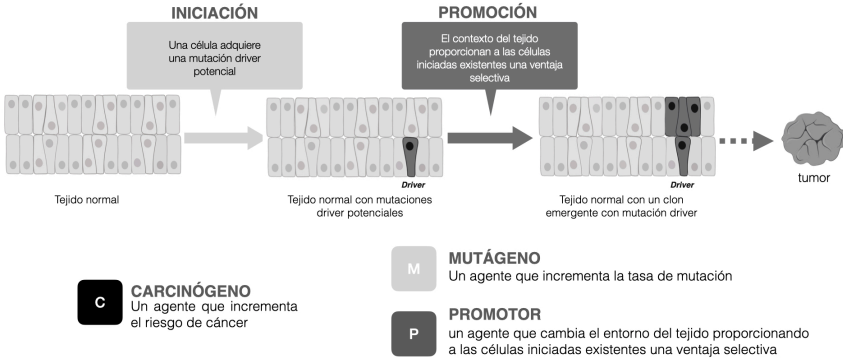 INICIACIÓN
PROMOCIÓN
Una célula adquiere
una mutación driver
potencial
El contexto del tejido
proporcionan a las células
iniciadas existentes una ventaja
selectiva
Driver
Driver
Tejido normal
Tejido normal con mutaciones
driver potenciales
Tejido normal con un clon
emergente con mutación driver
tumor
C
CARCINÓGENO
Un agente que incrementa
el riesgo de cáncer
M
MUTÁGENO
Un agente que incrementa la tasa de mutación
P
PROMOTOR
un agente que cambia el entorno del tejido proporcionando
a las células iniciadas existentes una ventaja selectiva